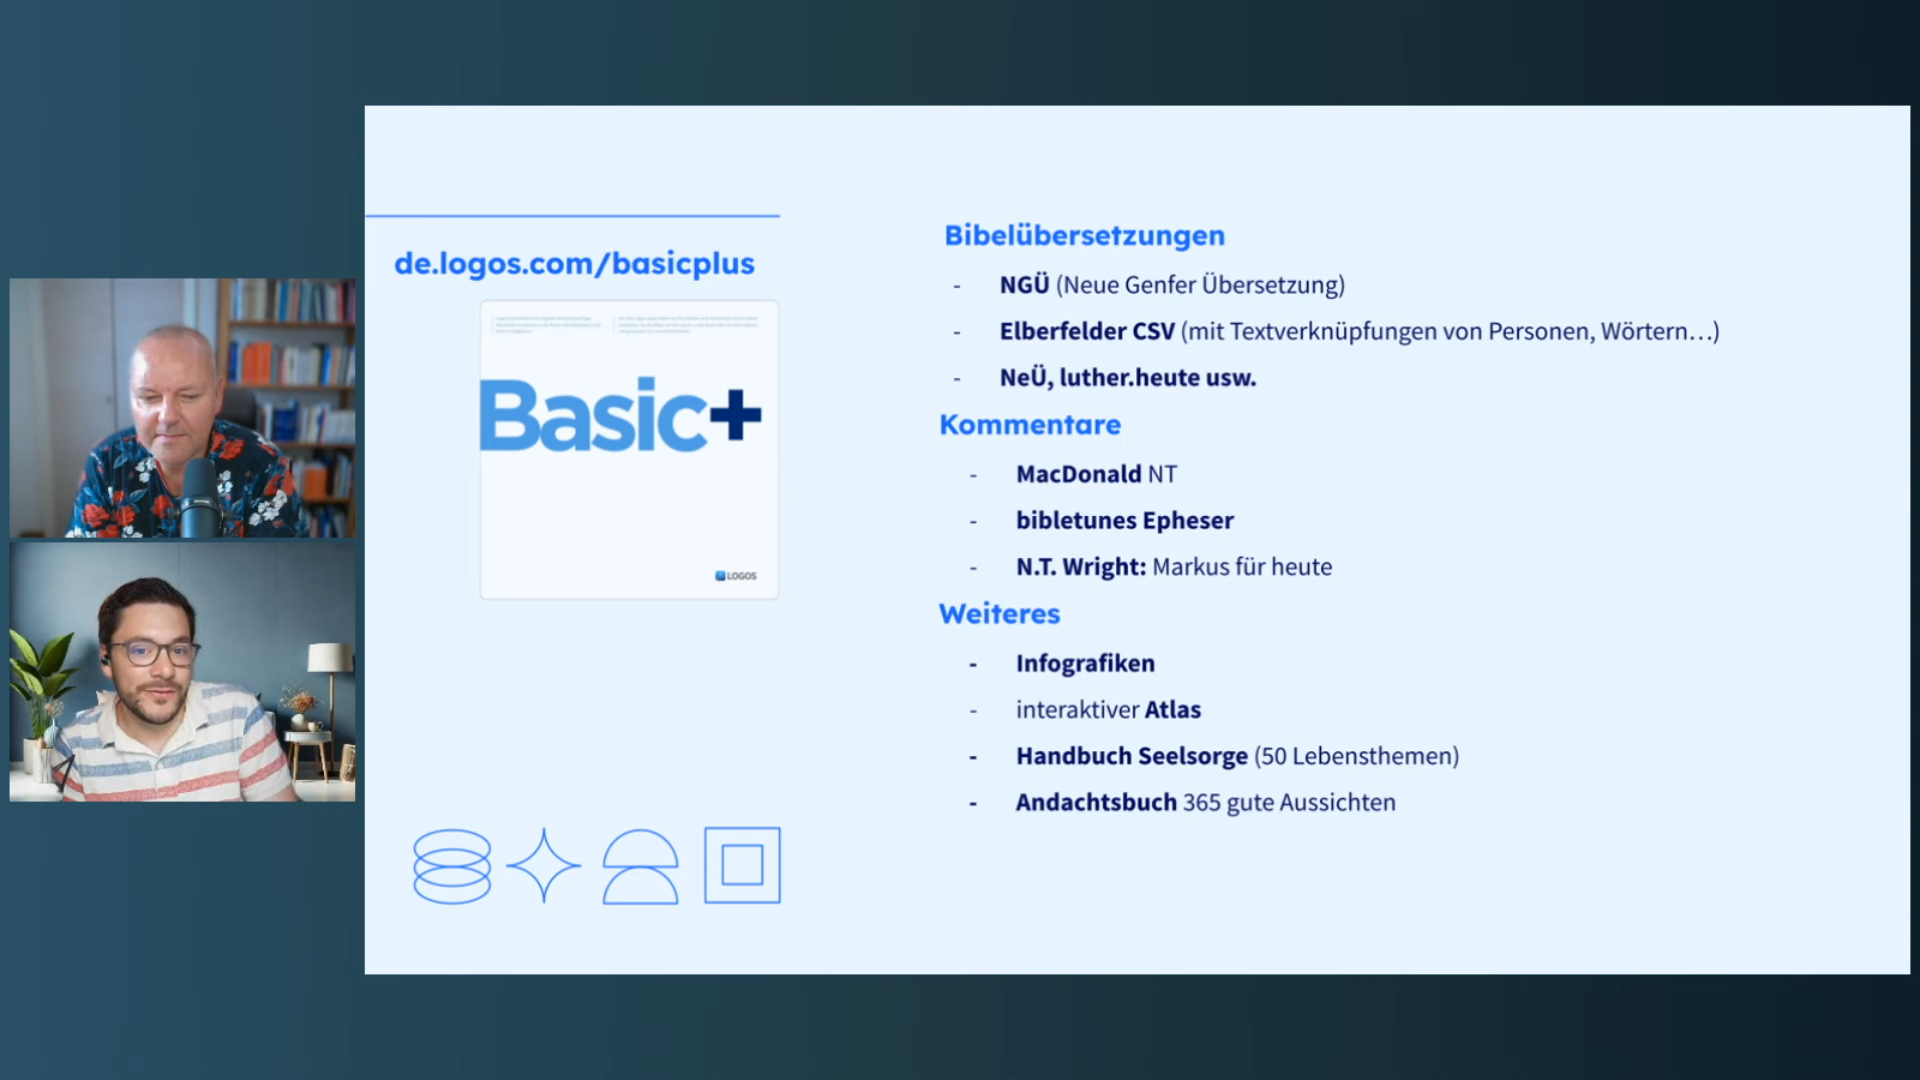 de.logos.com/basicplus
Basic+
LOGOS
Bibelübersetzungen
- NGÜ (Neue Genfer Übersetzung)
- Elberfelder CSV (mit Textverknüpfungen von Personen, Wörtern...)
- NeÜ, luther.heute usw.
Kommentare
- MacDonald NT
- bibletunes Epheser
- N.T. Wright: Markus für heute
Weiteres
- Infografiken
- interaktiver Atlas
- Handbuch Seelsorge (50 Lebensthemen)
- Andachtsbuch 365 gute Aussichten